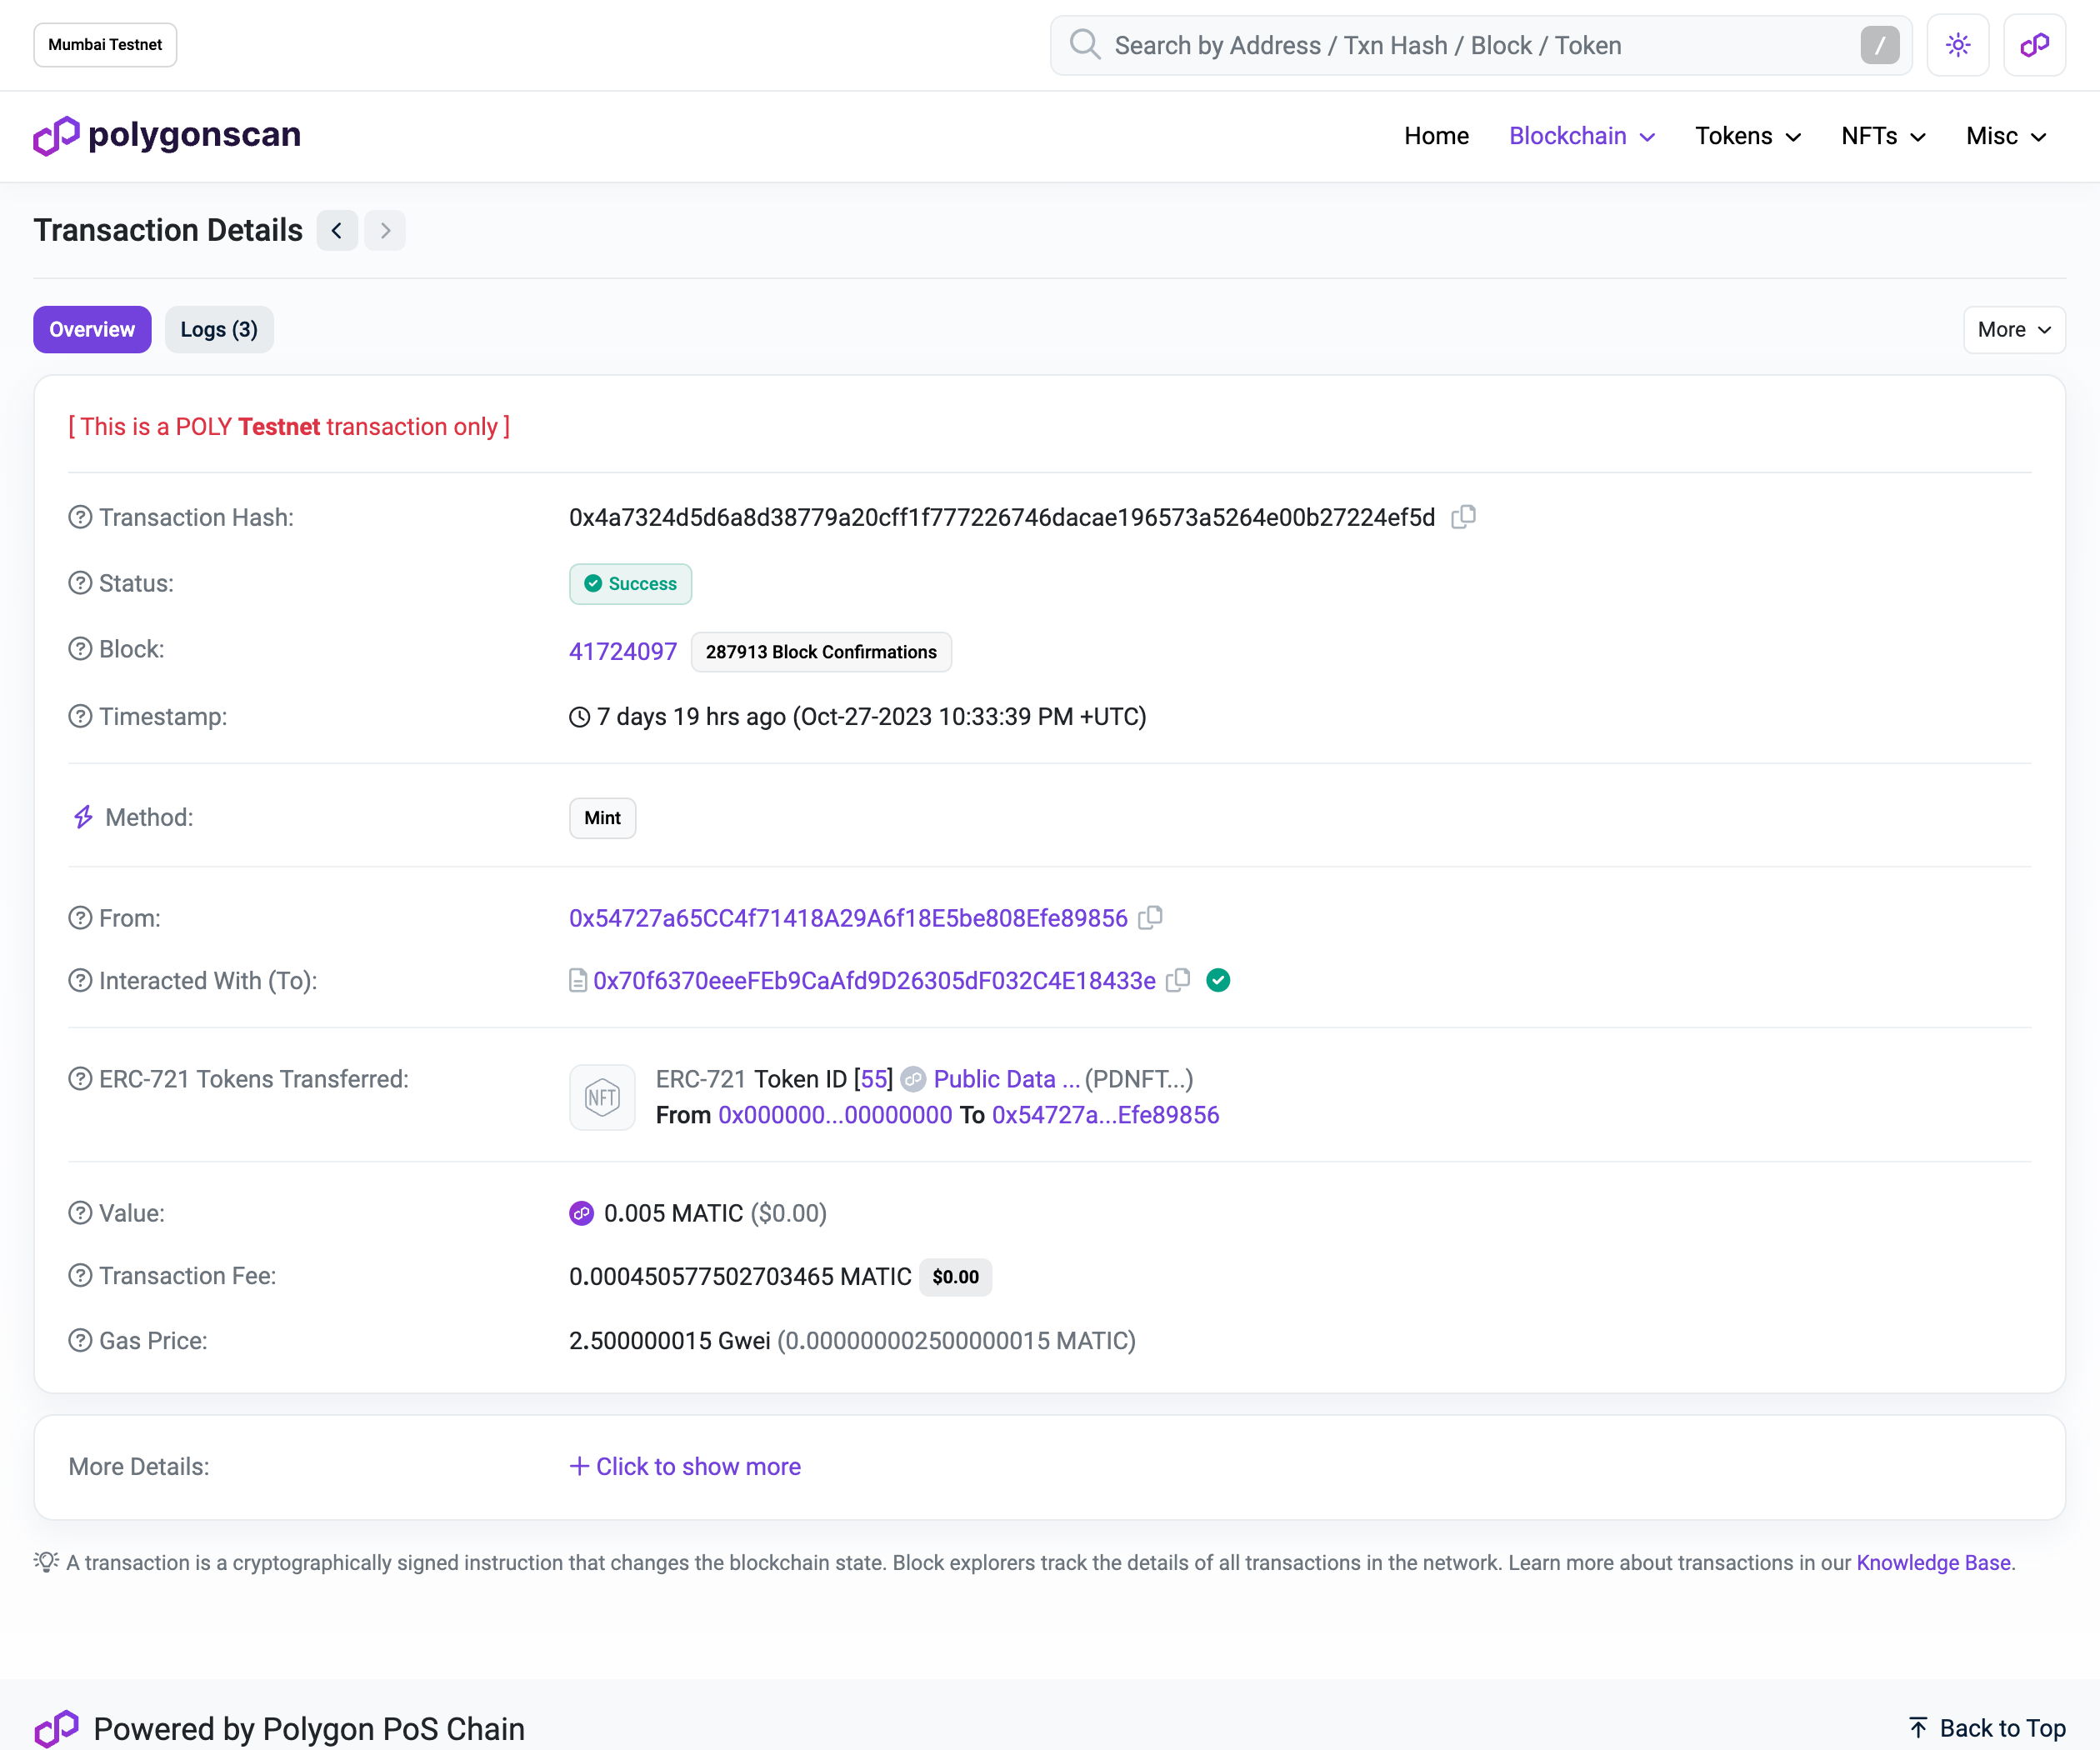 Mumbai Testnet
Search by Address / Txn Hash / Block / Token
/
polygonscan
Home Blockchain Tokens NFTs Misc
Transaction Details
Overview Logs (3) More
[ This is a POLY Testnet transaction only ]
Transaction Hash: 0x4a7324d5d6a8d38779a20cff1f777226746dacae196573a5264e00b27224ef5d
Status: Success
Block: 41724097 287913 Block Confirmations
Timestamp: 7 days 19 hrs ago (Oct-27-2023 10:33:39 PM +UTC)
Method: Mint
From: 0x54727a65CC4f71418A29A6f18E5be808Efe89856
Interacted With (To): 0x70f6370eeeFEb9CaAfd9D26305dF032C4E18433e
ERC-721 Tokens Transferred: NFT ERC-721 Token ID [55] Public Data ... (PDNFT...)
From 0x000000...00000000 To 0x54727a...Efe89856
Value: 0.005 MATIC ($0.00)
Transaction Fee: 0.000450577502703465 MATIC $0.00
Gas Price: 2.500000015 Gwei (0.000000002500000015 MATIC)
More Details: + Click to show more
A transaction is a cryptographically signed instruction that changes the blockchain state. Block explorers track the details of all transactions in the network. Learn more about transactions in our Knowledge Base.
Powered by Polygon PoS Chain
Back to Top